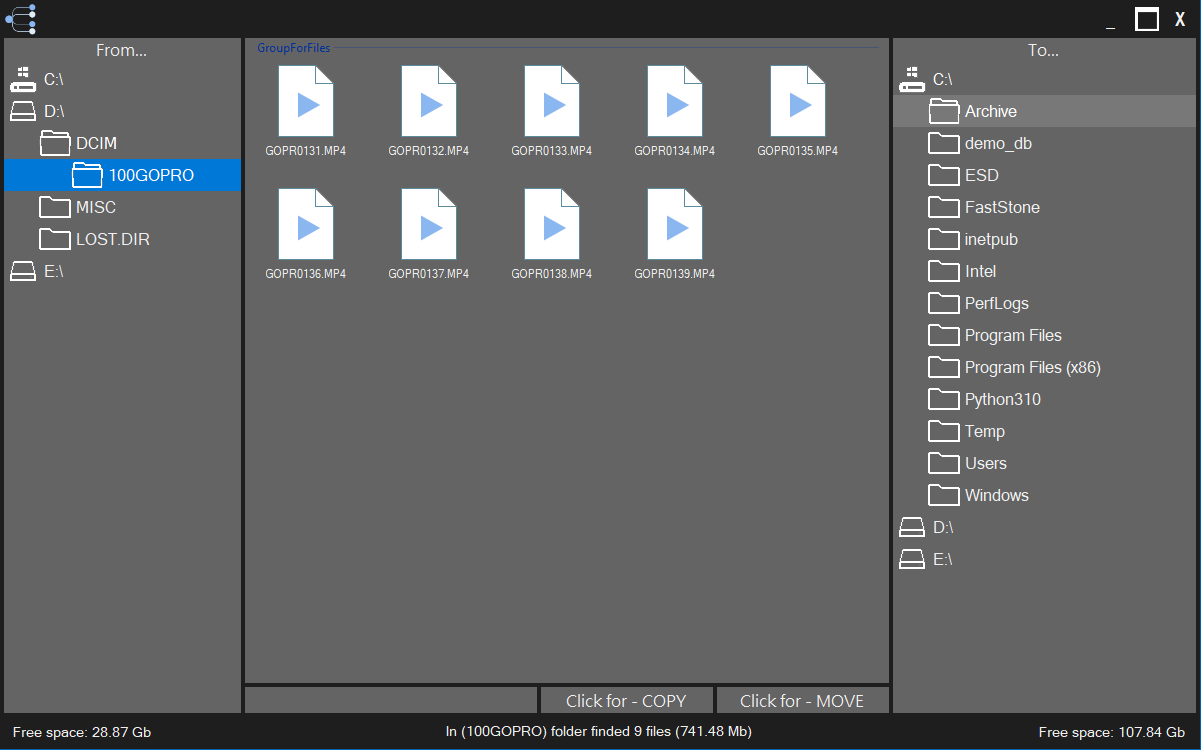 _ X
From...
C:\
D:\
DCIM
100GOPRO
MISC
LOST.DIR
E:\
GroupForFiles
GOPR0131.MP4 GOPR0132.MP4 GOPR0133.MP4 GOPR0134.MP4 GOPR0135.MP4
GOPR0136.MP4 GOPR0137.MP4 GOPR0138.MP4 GOPR0139.MP4
Click for - COPY Click for - MOVE
To...
C:\
Archive
demo_db
ESD
FastStone
inetpub
Intel
PerfLogs
Program Files
Program Files (x86)
Python310
Temp
Users
Windows
D:\
E:\
Free space: 28.87 Gb In (100GOPRO) folder finded 9 files (741.48 Mb) Free space: 107.84 Gb